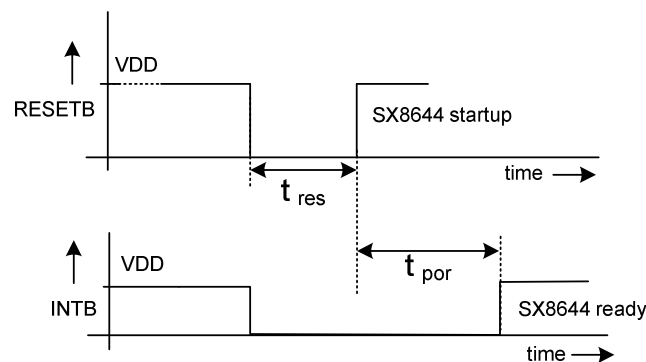 VDD
RESETB
SX8644 startup
time
t res
VDD
t por
INTB
SX8644 ready
time